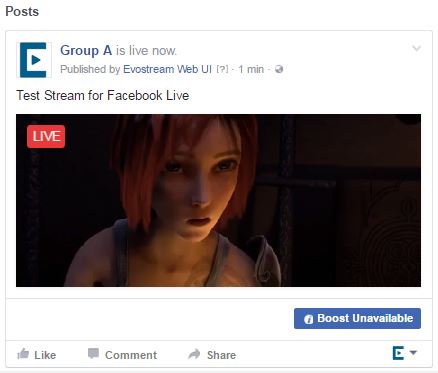 Posts
Group A is live now.
Published by Evostream Web UI [?] · 1 min ·
Test Stream for Facebook Live
LIVE
Boost Unavailable
Like Comment Share